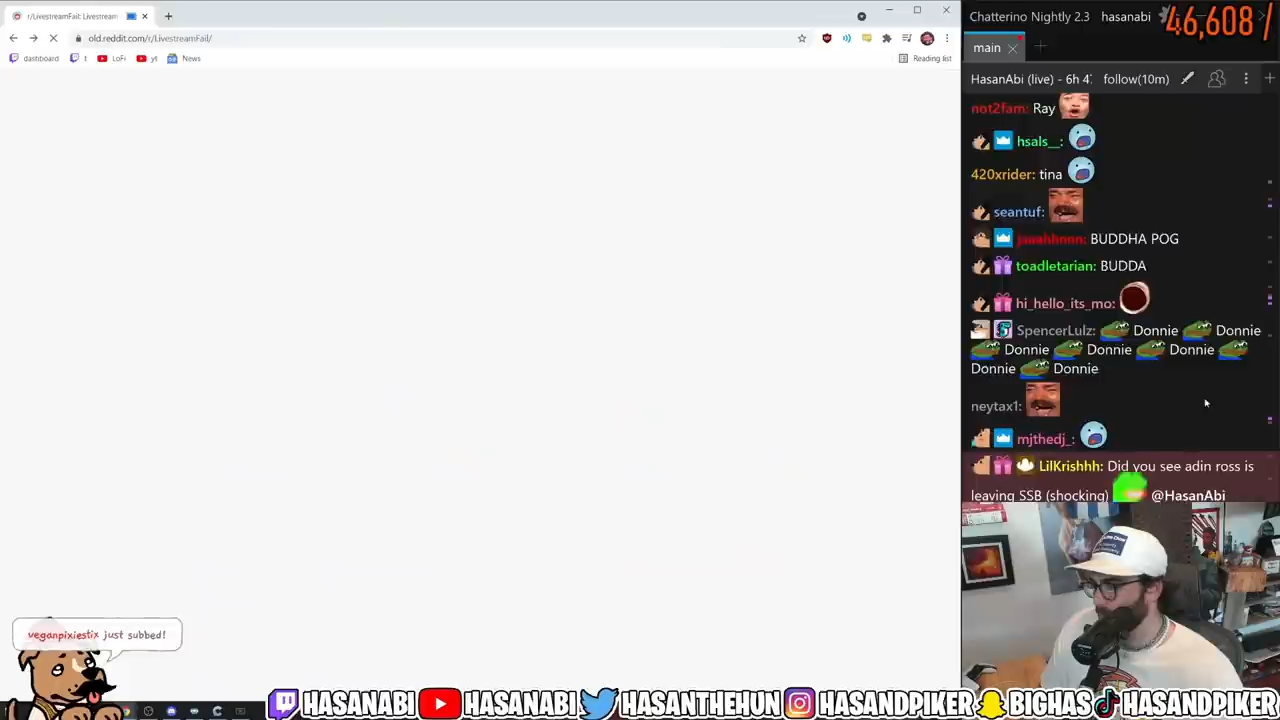 r/LivestreamFail: Livestream
old.reddit.com/r/LivestreamFail/
dashboard t LoFi yt News Reading list
Chatterino Nightly 2.3 hasanabi
46,608 /
main
HasanAbi (live) - 6h 4 follow(10m)
not2fam: Ray
hsals__:
420xrider: tina
seantuf:
BUDDHA POG
toadletarian: BUDDA
hi_hello_its_mo:
SpencerLulz: Donnie Donnie
Donnie Donnie Donnie
Donnie Donnie
neytax1:
mjthedj_:
LilKrishhh: Did you see adin ross is
leaving SSB (shocking) @HasanAbi
veganpixiestix just subbed!
HASANABI HASANABI HASANTHEHUN HASANDPIKER BIGHAS HASANDPIKER